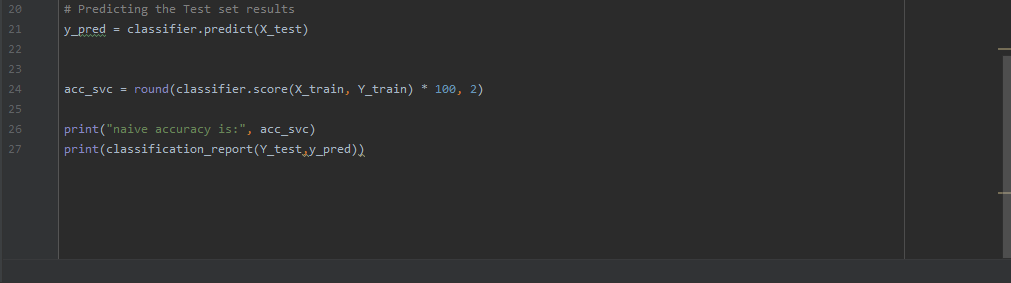 20 # Predicting the Test set results
21 y_pred = classifier.predict(X_test)
22
23
24 acc_svc = round(classifier.score(X_train, Y_train) * 100, 2)
25
26 print("naive accuracy is:", acc_svc)
27 print(classification_report(Y_test,y_pred))